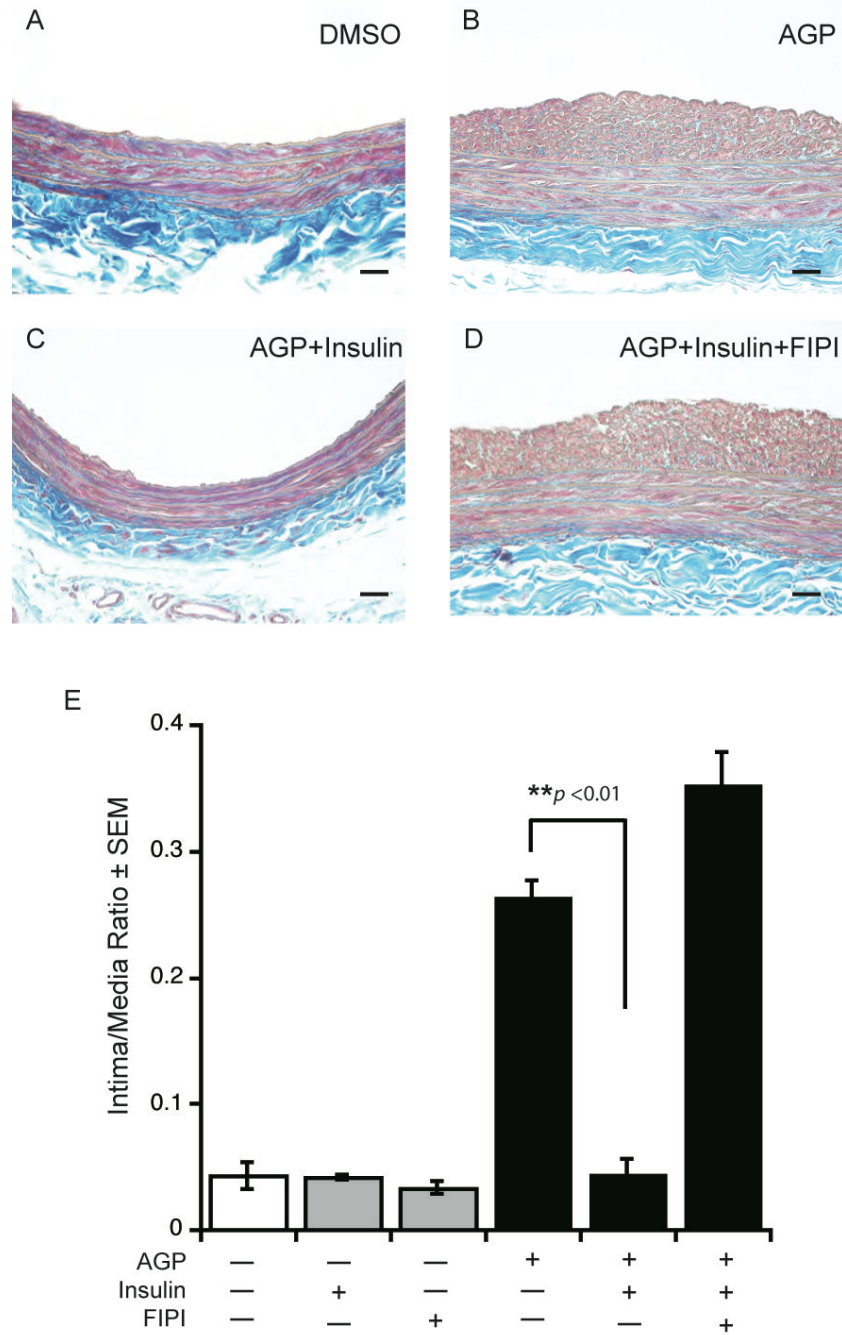 A
DMSO
B
AGP
C
AGP+Insulin
D
AGP+Insulin+FIPI
E
Intima/Media Ratio ± SEM
0.4
0.3
0.2
0.1
0
**p <0.01
AGP — — — + + +
Insulin — + — — + +
FIPI — — + — — +